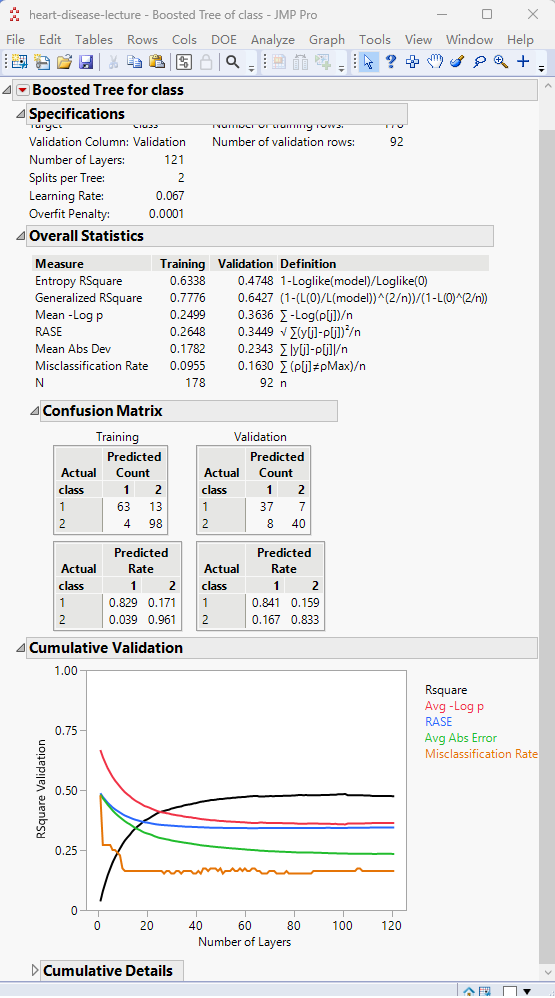 heart-disease-lecture - Boosted Tree of class - JMP Pro
File Edit Tables Rows Cols DOE Analyze Graph Tools View Window Help
Boosted Tree for class
Specifications
Target class Number of training rows: 178
Validation Column: Validation Number of validation rows: 92
Number of Layers: 121
Splits per Tree: 2
Learning Rate: 0.067
Overfit Penalty: 0.0001
Overall Statistics
Measure Training Validation Definition
Entropy RSquare 0.6338 0.4748 1-Loglike(model)/Loglike(0)
Generalized RSquare 0.7776 0.6427 (1-(L(0)/L(model))^(2/n))/(1-L(0)^(2/n))
Mean -Log p 0.2499 0.3636 ∑ -Log(ρ[j])/n
RASE 0.2648 0.3449 √ ∑(y[j]-ρ[j])²/n
Mean Abs Dev 0.1782 0.2343 ∑ |y[j]-ρ[j]|/n
Misclassification Rate 0.0955 0.1630 ∑ (ρ[j]≠ρMax)/n
N 178 92 n
Confusion Matrix
Training Validation
Predicted Predicted
Actual Count Actual Count
class 1 2 class 1 2
1 63 13 1 37 7
2 4 98 2 8 40
Predicted Predicted
Actual Rate Actual Rate
class 1 2 class 1 2
1 0.829 0.171 1 0.841 0.159
2 0.039 0.961 2 0.167 0.833
Cumulative Validation
1.00
0.75
0.50
0.25
0
RSquare Validation
0 20 40 60 80 100 120
Number of Layers
Rsquare
Avg -Log p
RASE
Avg Abs Error
Misclassification Rate
Cumulative Details